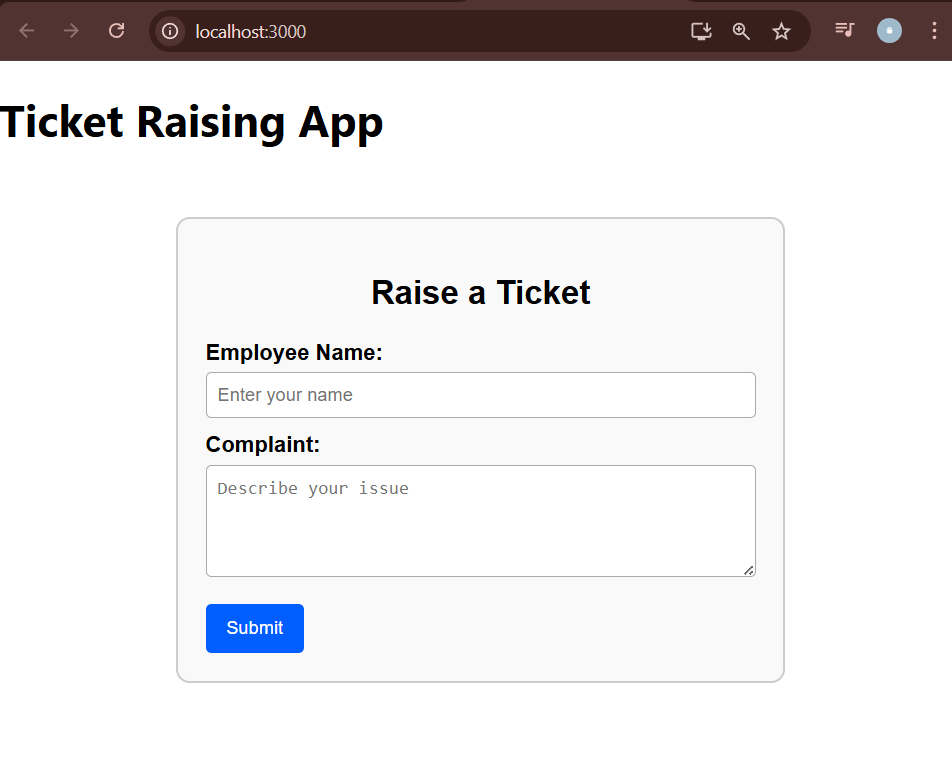 localhost:3000
Ticket Raising App
Raise a Ticket
Employee Name:
Enter your name
Complaint:
Describe your issue
Submit